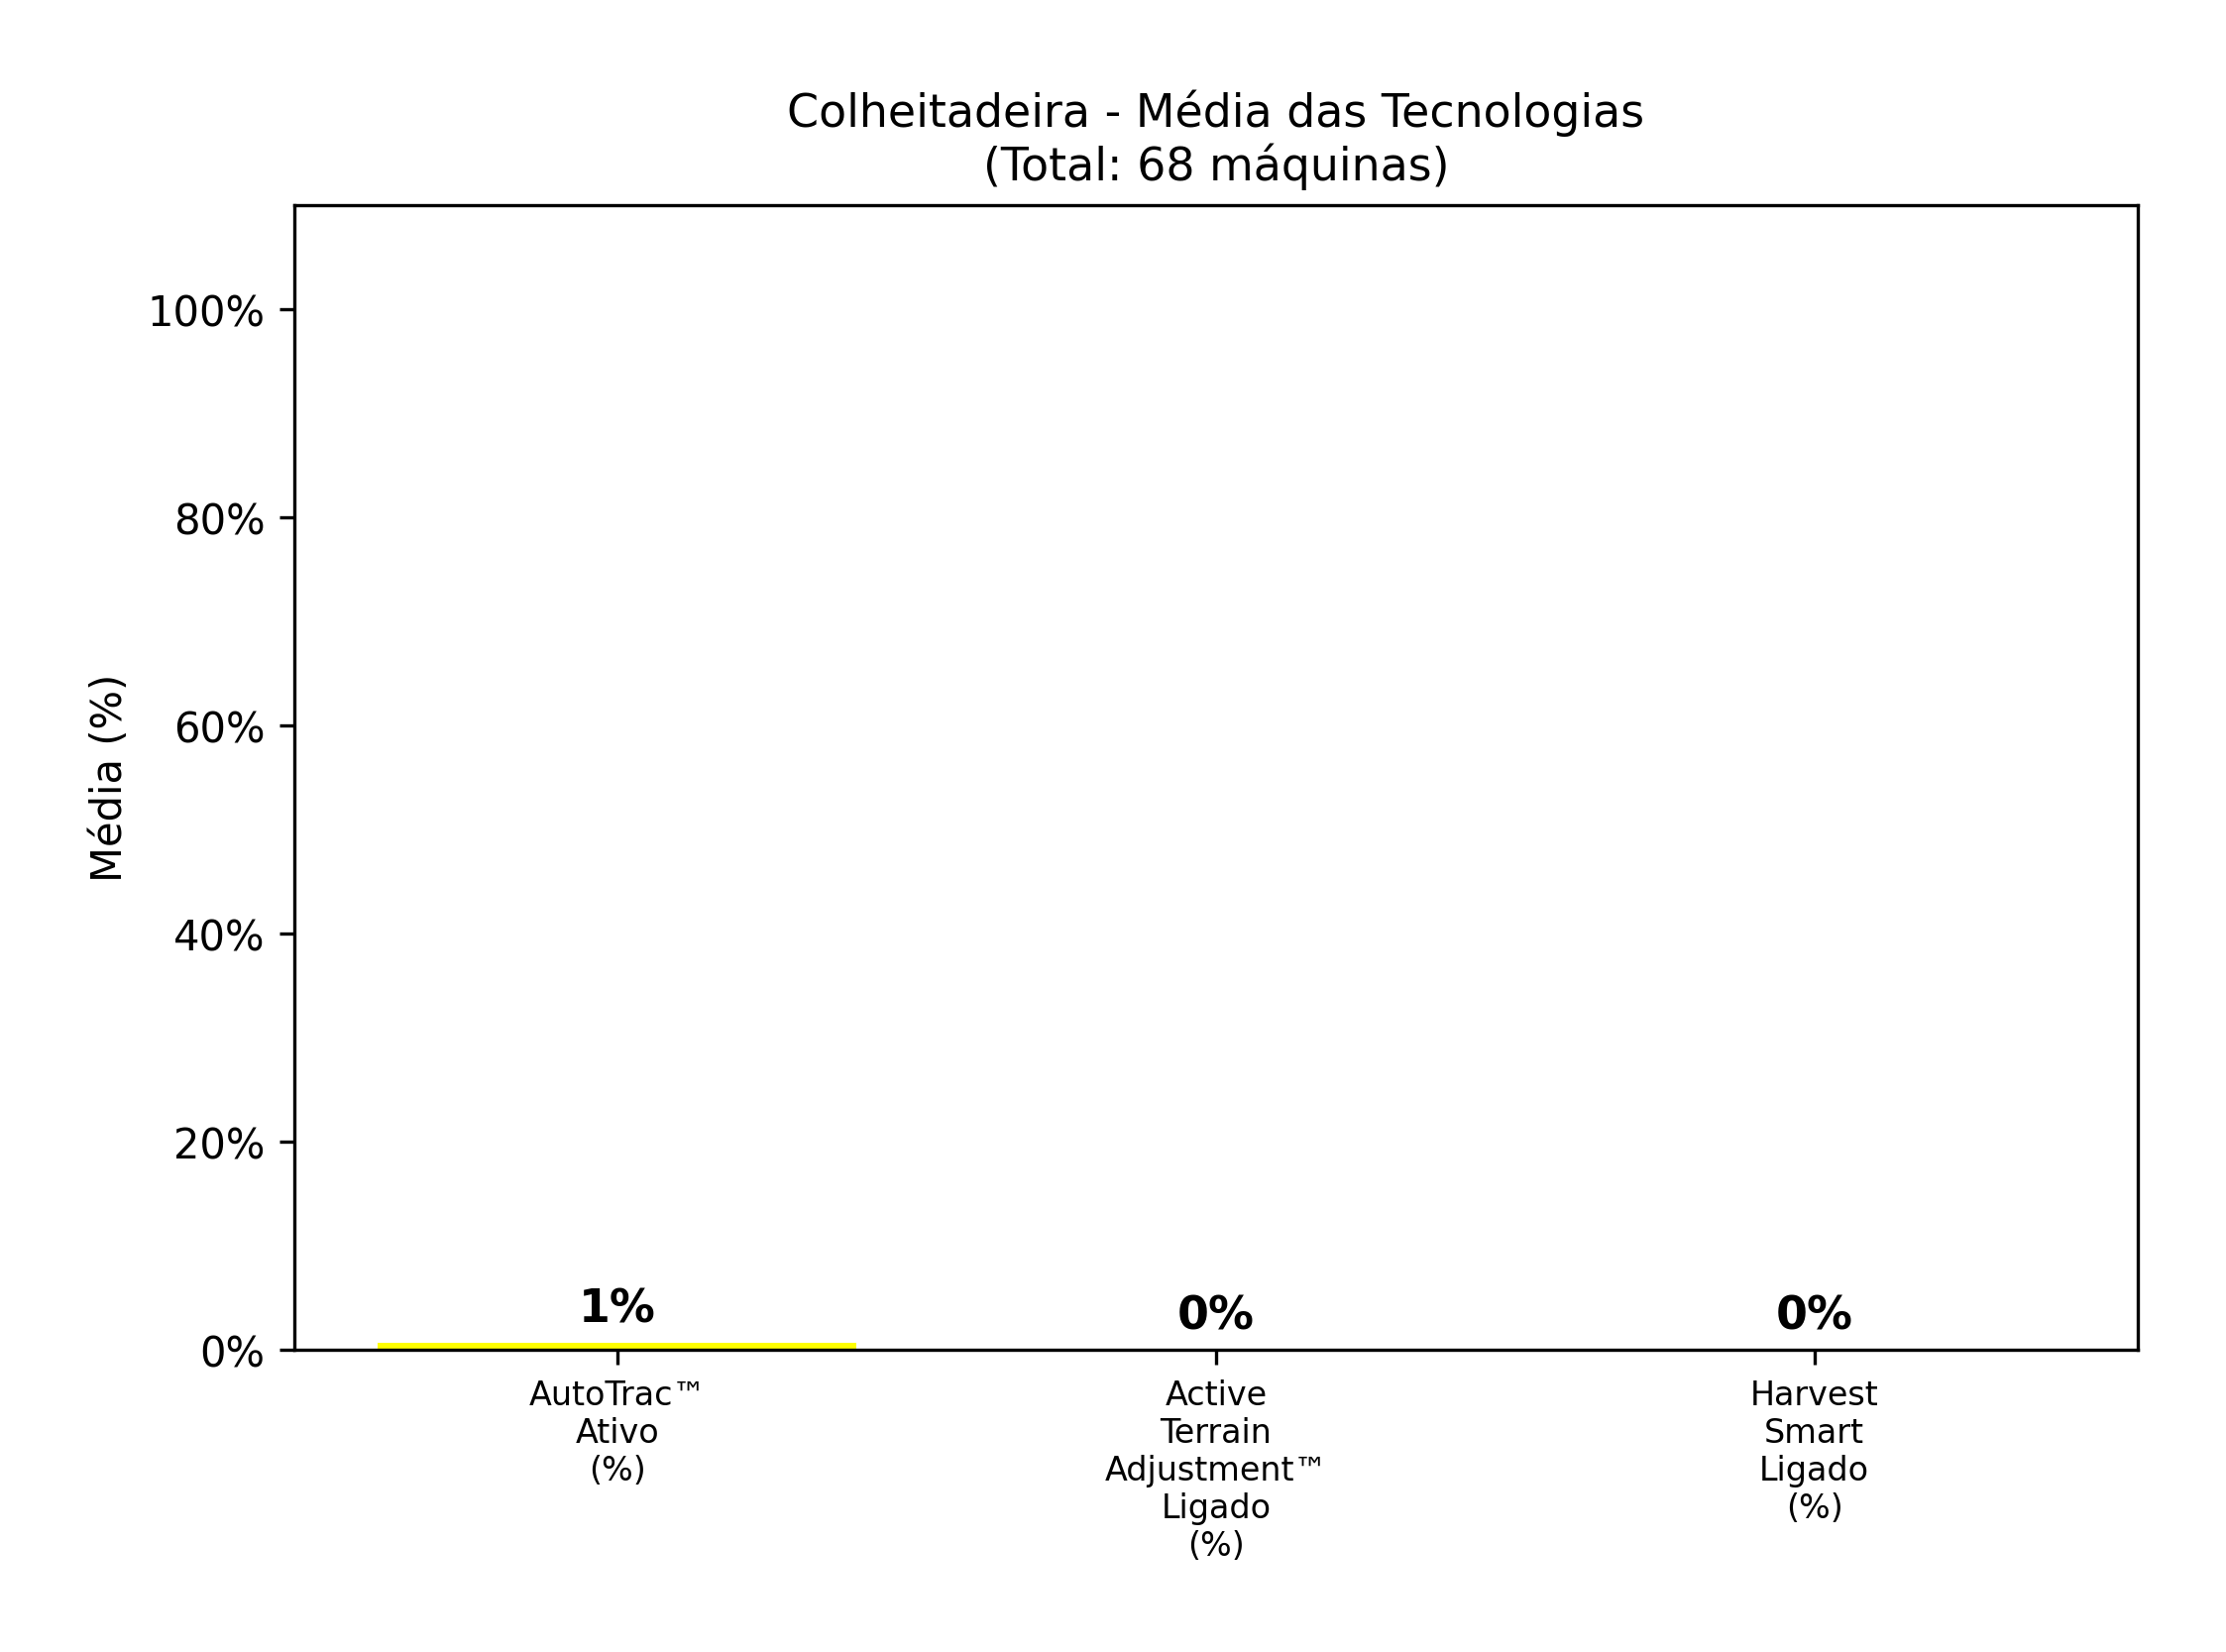 Colheitadeira - Média das Tecnologias
(Total: 68 máquinas)
Média (%)
100%
80%
60%
40%
20%
0%
1%
0%
0%
AutoTrac™
Ativo
(%)
Active
Terrain
Adjustment™
Ligado
(%)
Harvest
Smart
Ligado
(%)